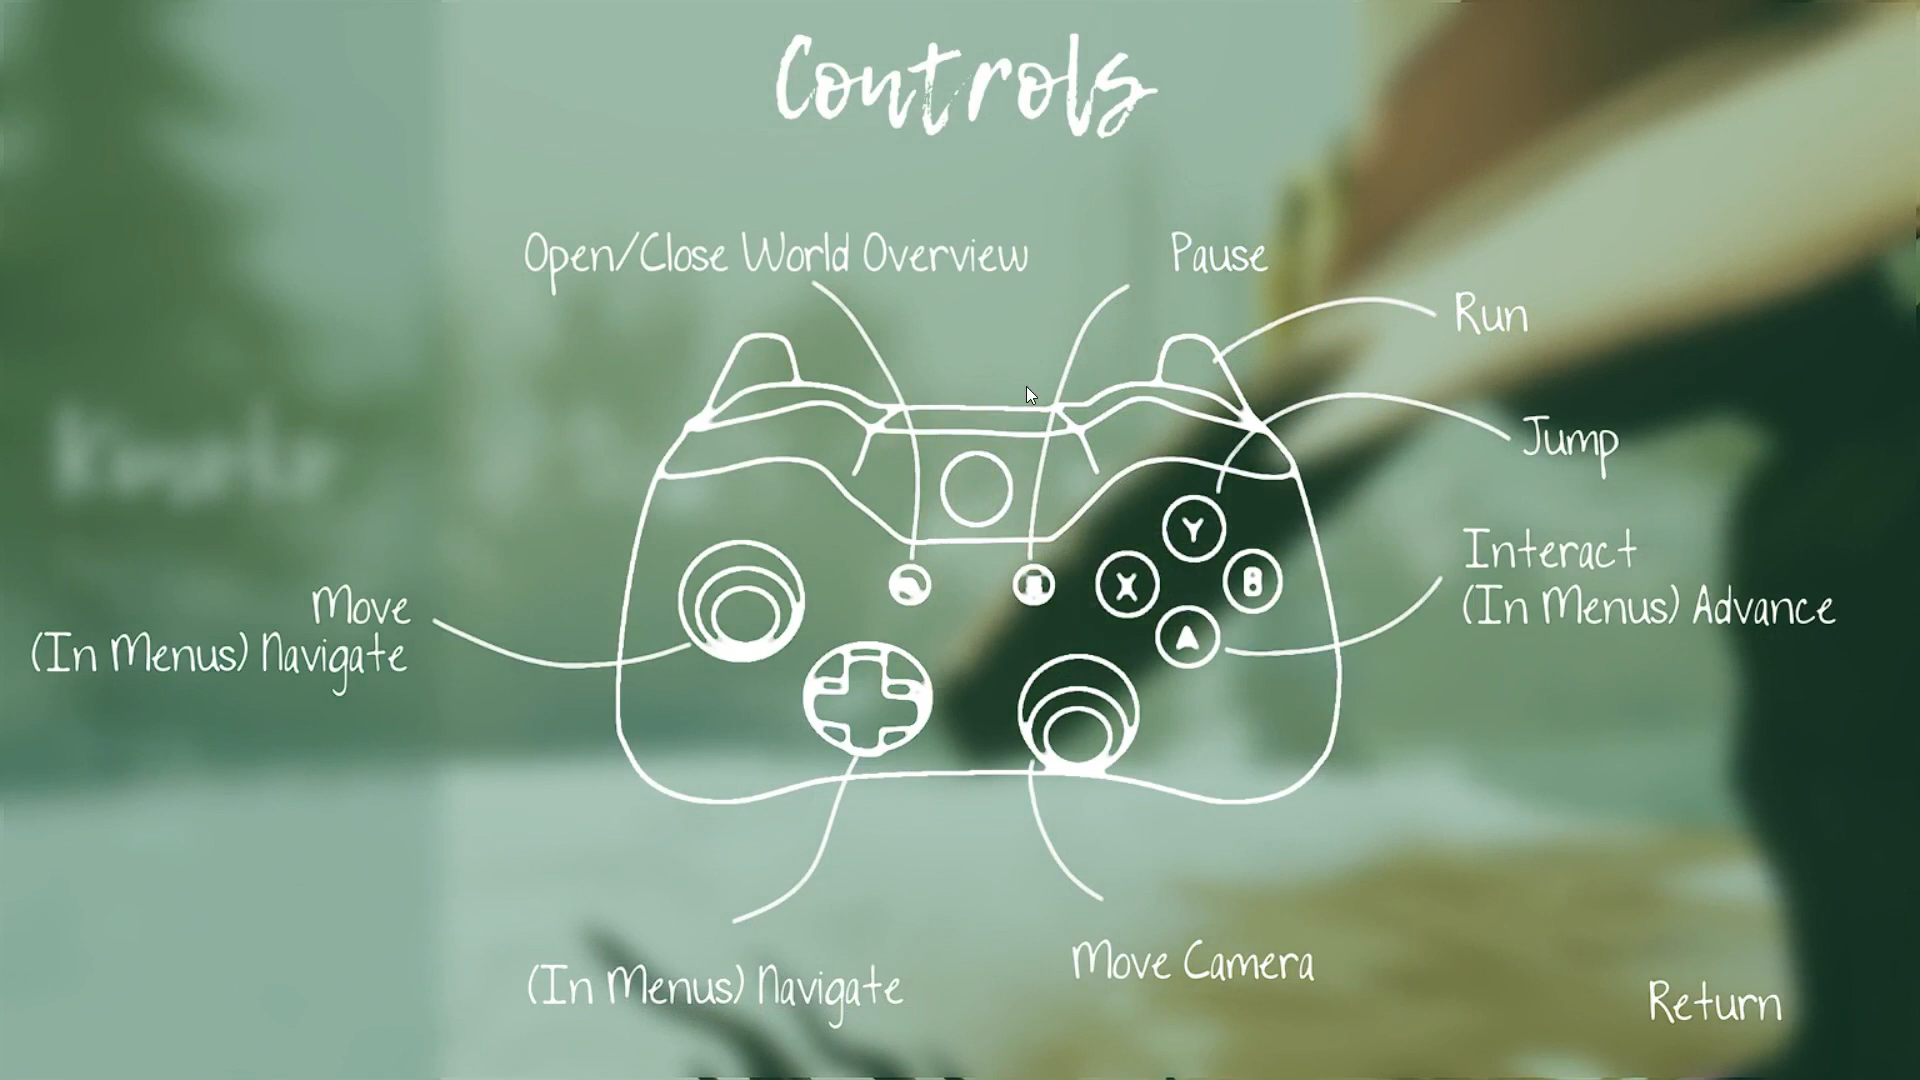 Controls
Open/Close World Overview
Pause
Run
Jump
Y
X
B
A
Interact
(In Menus) Advance
Move
(In Menus) Navigate
(In Menus) Navigate
Move Camera
Return